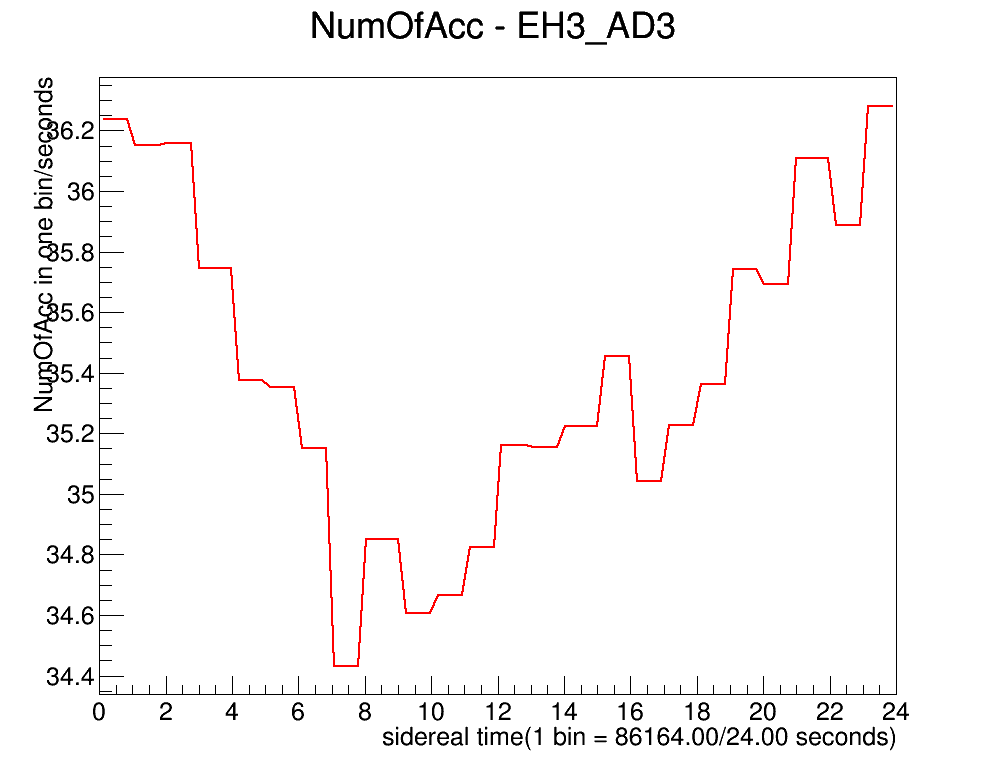 NumOfAcc - EH3_AD3
NumOfAcc in one bin/seconds
36.2
36
35.8
35.6
35.4
35.2
35
34.8
34.6
34.4
0 2 4 6 8 10 12 14 16 18 20 22 24
sidereal time(1 bin = 86164.00/24.00 seconds)